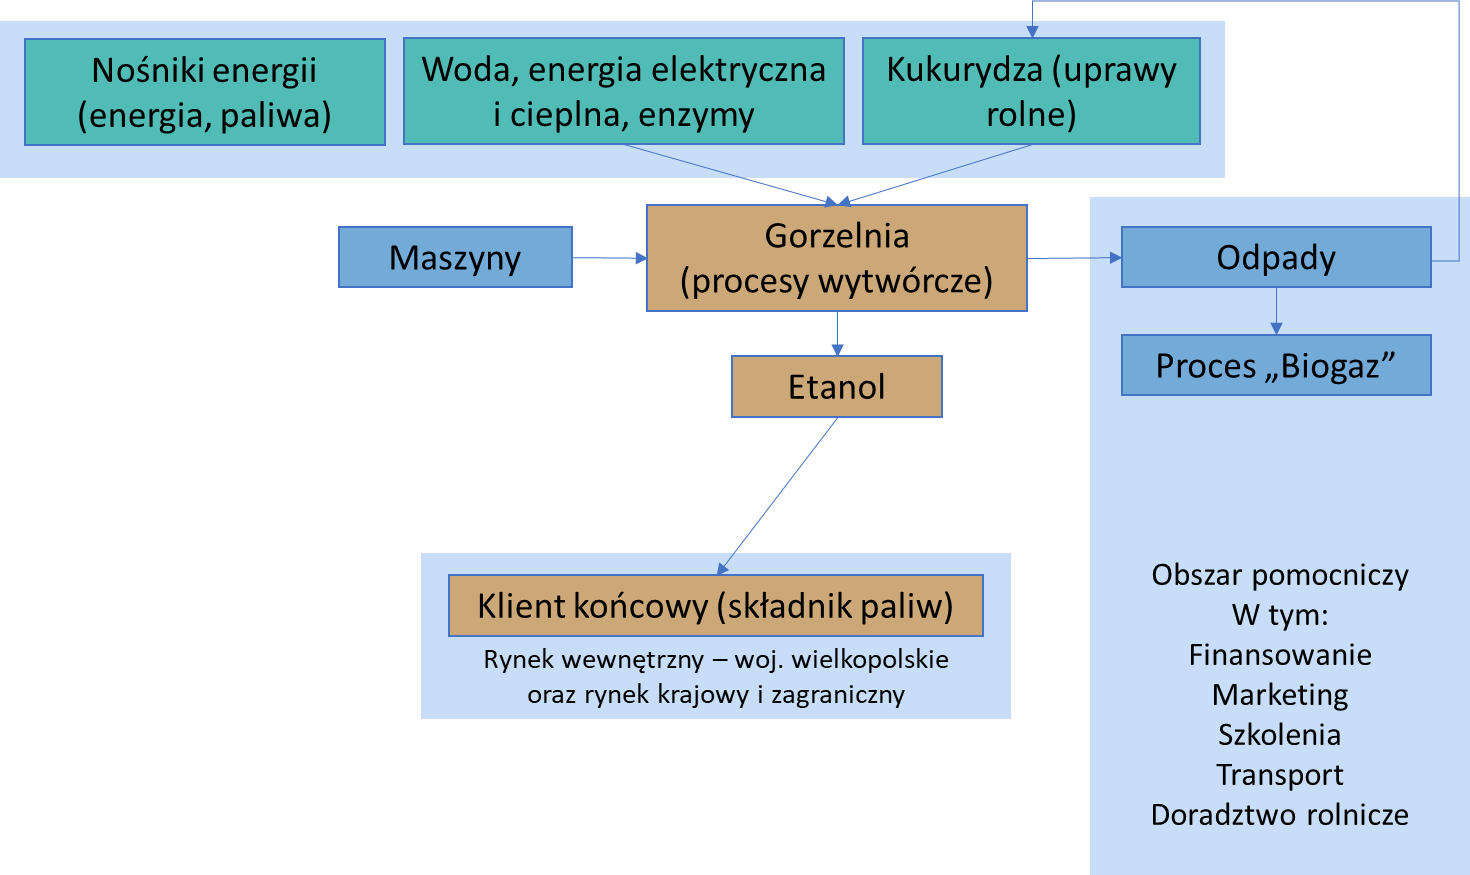 Nośniki energii
(energia, paliwa)
Woda, energia elektryczna
i cieplna, enzymy
Kukurydza (uprawy
rolne)
Maszyny
Gorzelnia
(procesy wytwórcze)
Odpady
Proces „Biogaz”
Etanol
Klient końcowy (składnik paliw)
Rynek wewnętrzny – woj. wielkopolskie
oraz rynek krajowy i zagraniczny
Obszar pomocniczy
W tym:
Finansowanie
Marketing
Szkolenia
Transport
Doradztwo rolnicze